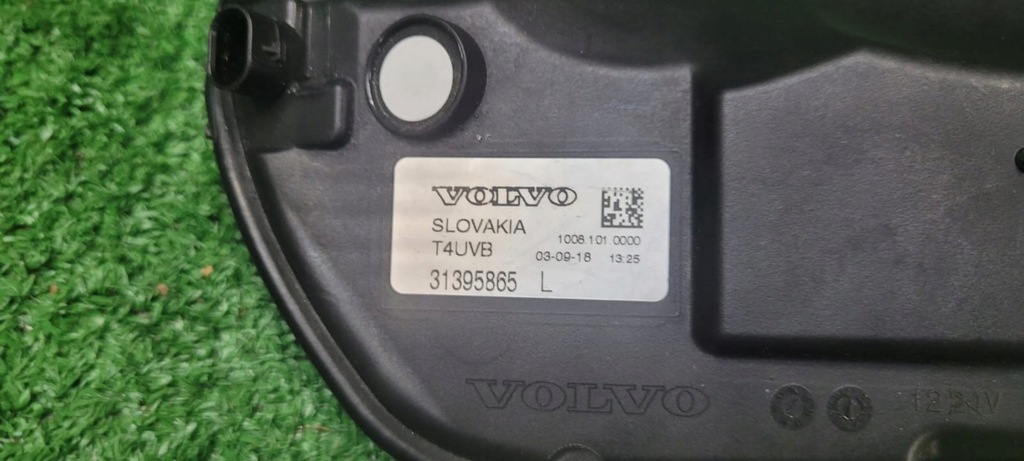 VOLVO
SLOVAKIA
1008.101.0000
T4UVB 03-09-18 13:25
31395865 L
VOLVO